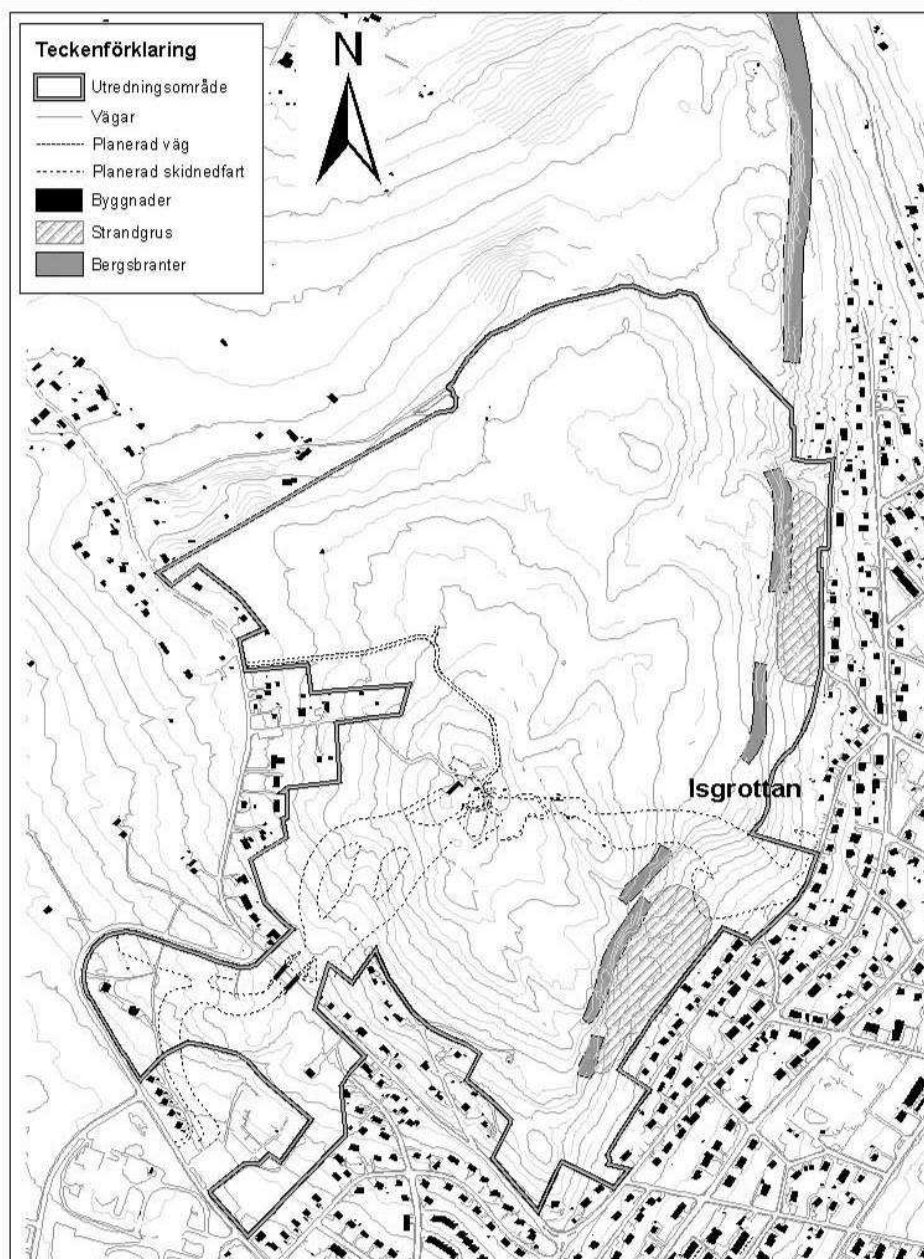 Teckenförklaring
Utredningsområde
Vägar
Planerad väg
Planerad skidnedfart
Byggnader
Strandgrus
Bergsbranter
N
Isgrottan